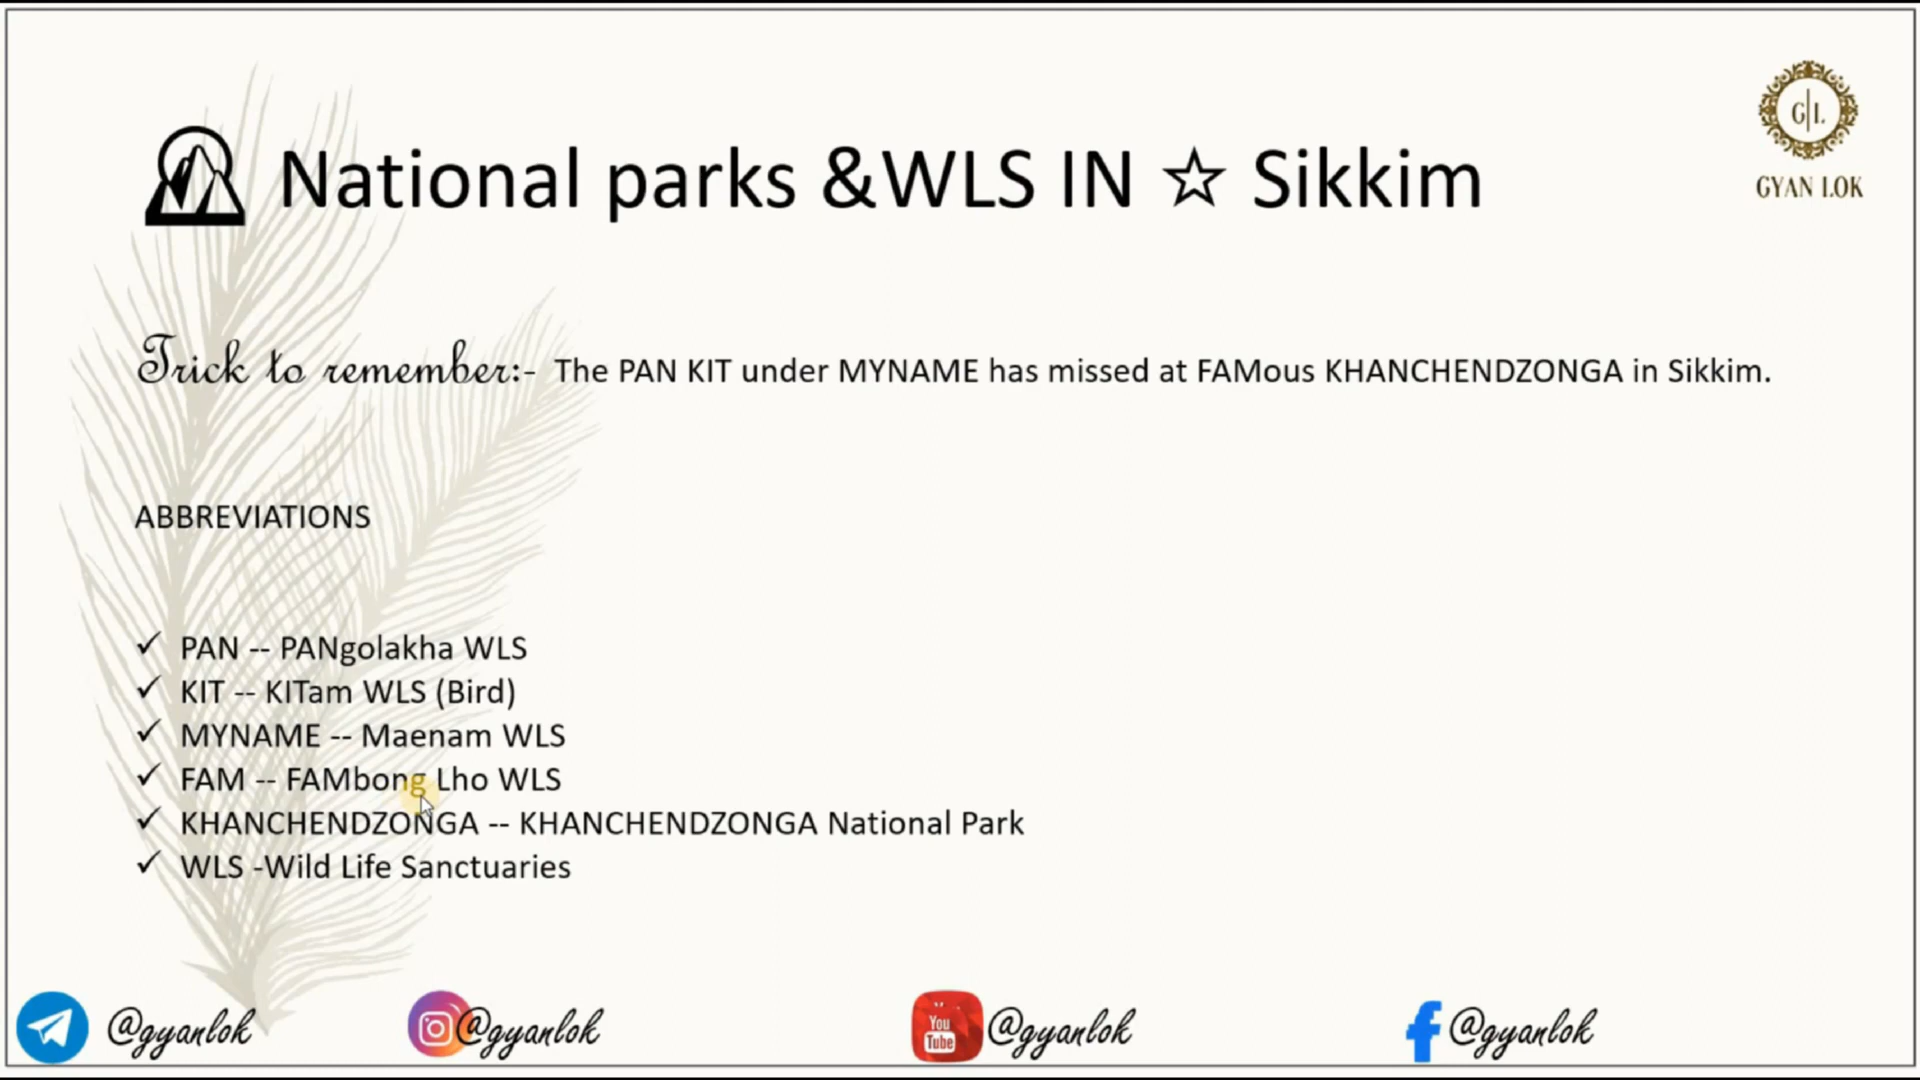 National parks &WLS IN ☆ Sikkim
G|L
GYAN LOK
Trick to remember:- The PAN KIT under MYNAME has missed at FAMous KHANCHENDZONGA in Sikkim.
ABBREVIATIONS
✓ PAN -- PANgolakha WLS
✓ KIT -- KITam WLS (Bird)
✓ MYNAME -- Maenam WLS
✓ FAM -- FAMbong Lho WLS
✓ KHANCHENDZONGA -- KHANCHENDZONGA National Park
✓ WLS -Wild Life Sanctuaries
@gyanlok
@gyanlok
You
Tube
@gyanlok
@gyanlok